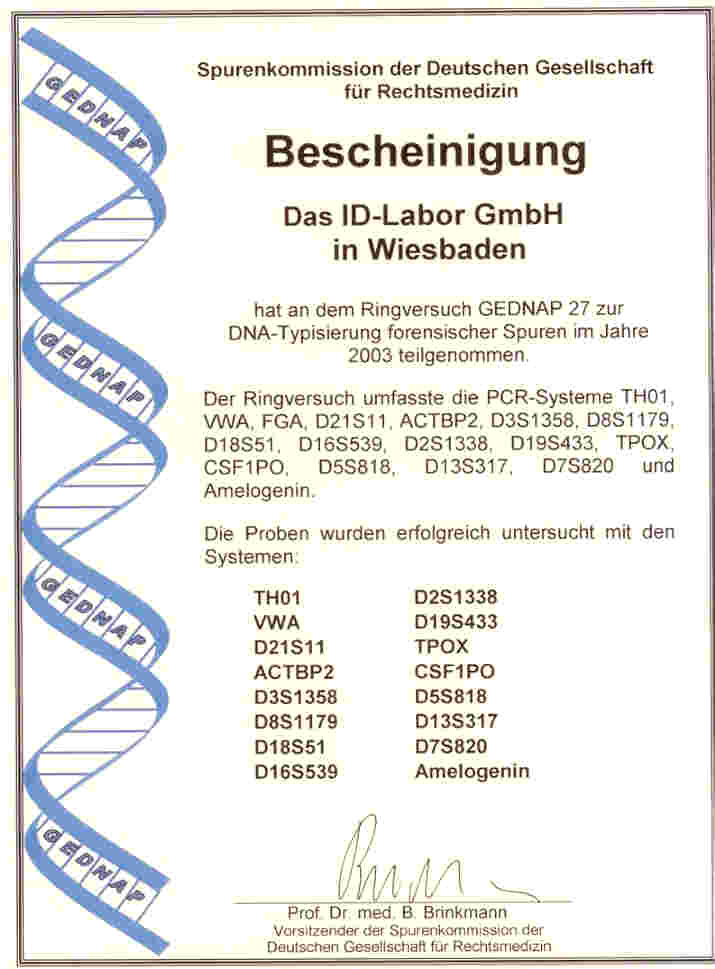 GEDNAP
Spurenkommission der Deutschen Gesellschaft
für Rechtsmedizin
Bescheinigung
Das ID-Labor GmbH
in Wiesbaden
hat an dem Ringversuch GEDNAP 27 zur
DNA-Typisierung forensischer Spuren im Jahre
2003 teilgenommen.
GEDNAP
Der Ringversuch umfasste die PCR-Systeme TH01,
VWA, FGA, D21S11, ACTBP2, D3S1358, D8S1179,
D18S51, D16S539, D2S1338, D19S433, TPOX,
CSF1PO, D5S818, D13S317, D7S820 und
Amelogenin.
Die Proben wurden erfolgreich untersucht mit den
Systemen:
GEDNAP
TH01 D2S1338
VWA D19S433
D21S11 TPOX
ACTBP2 CSF1PO
D3S1358 D5S818
D8S1179 D13S317
D18S51 D7S820
D16S539 Amelogenin
GEDNAP
Prof. Dr. med. B. Brinkmann
Vorsitzender der Spurenkommission der
Deutschen Gesellschaft für Rechtsmedizin